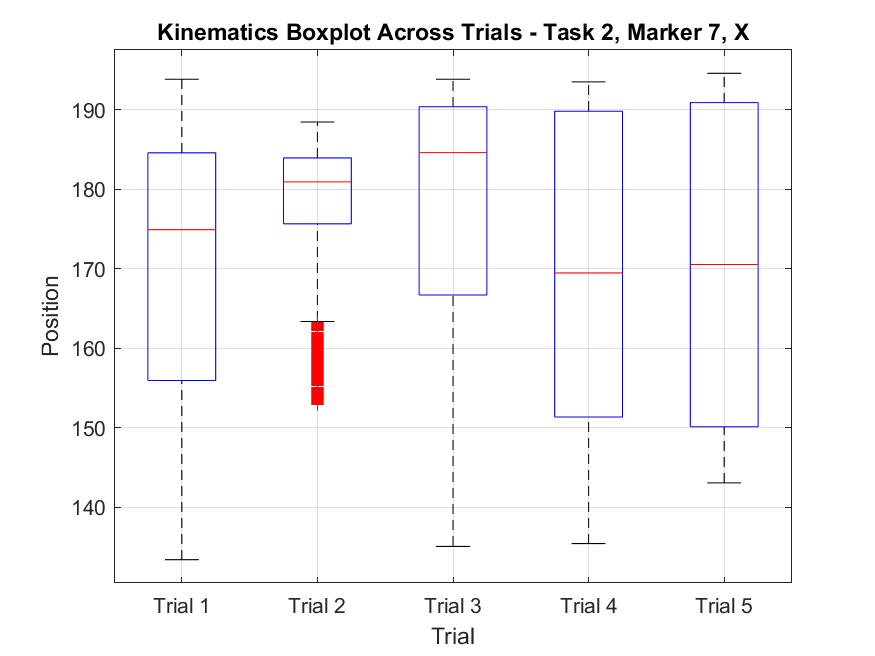 Kinematics Boxplot Across Trials - Task 2, Marker 7, X
190
180
170
160
150
140
Position
Trial 1 Trial 2 Trial 3 Trial 4 Trial 5
Trial